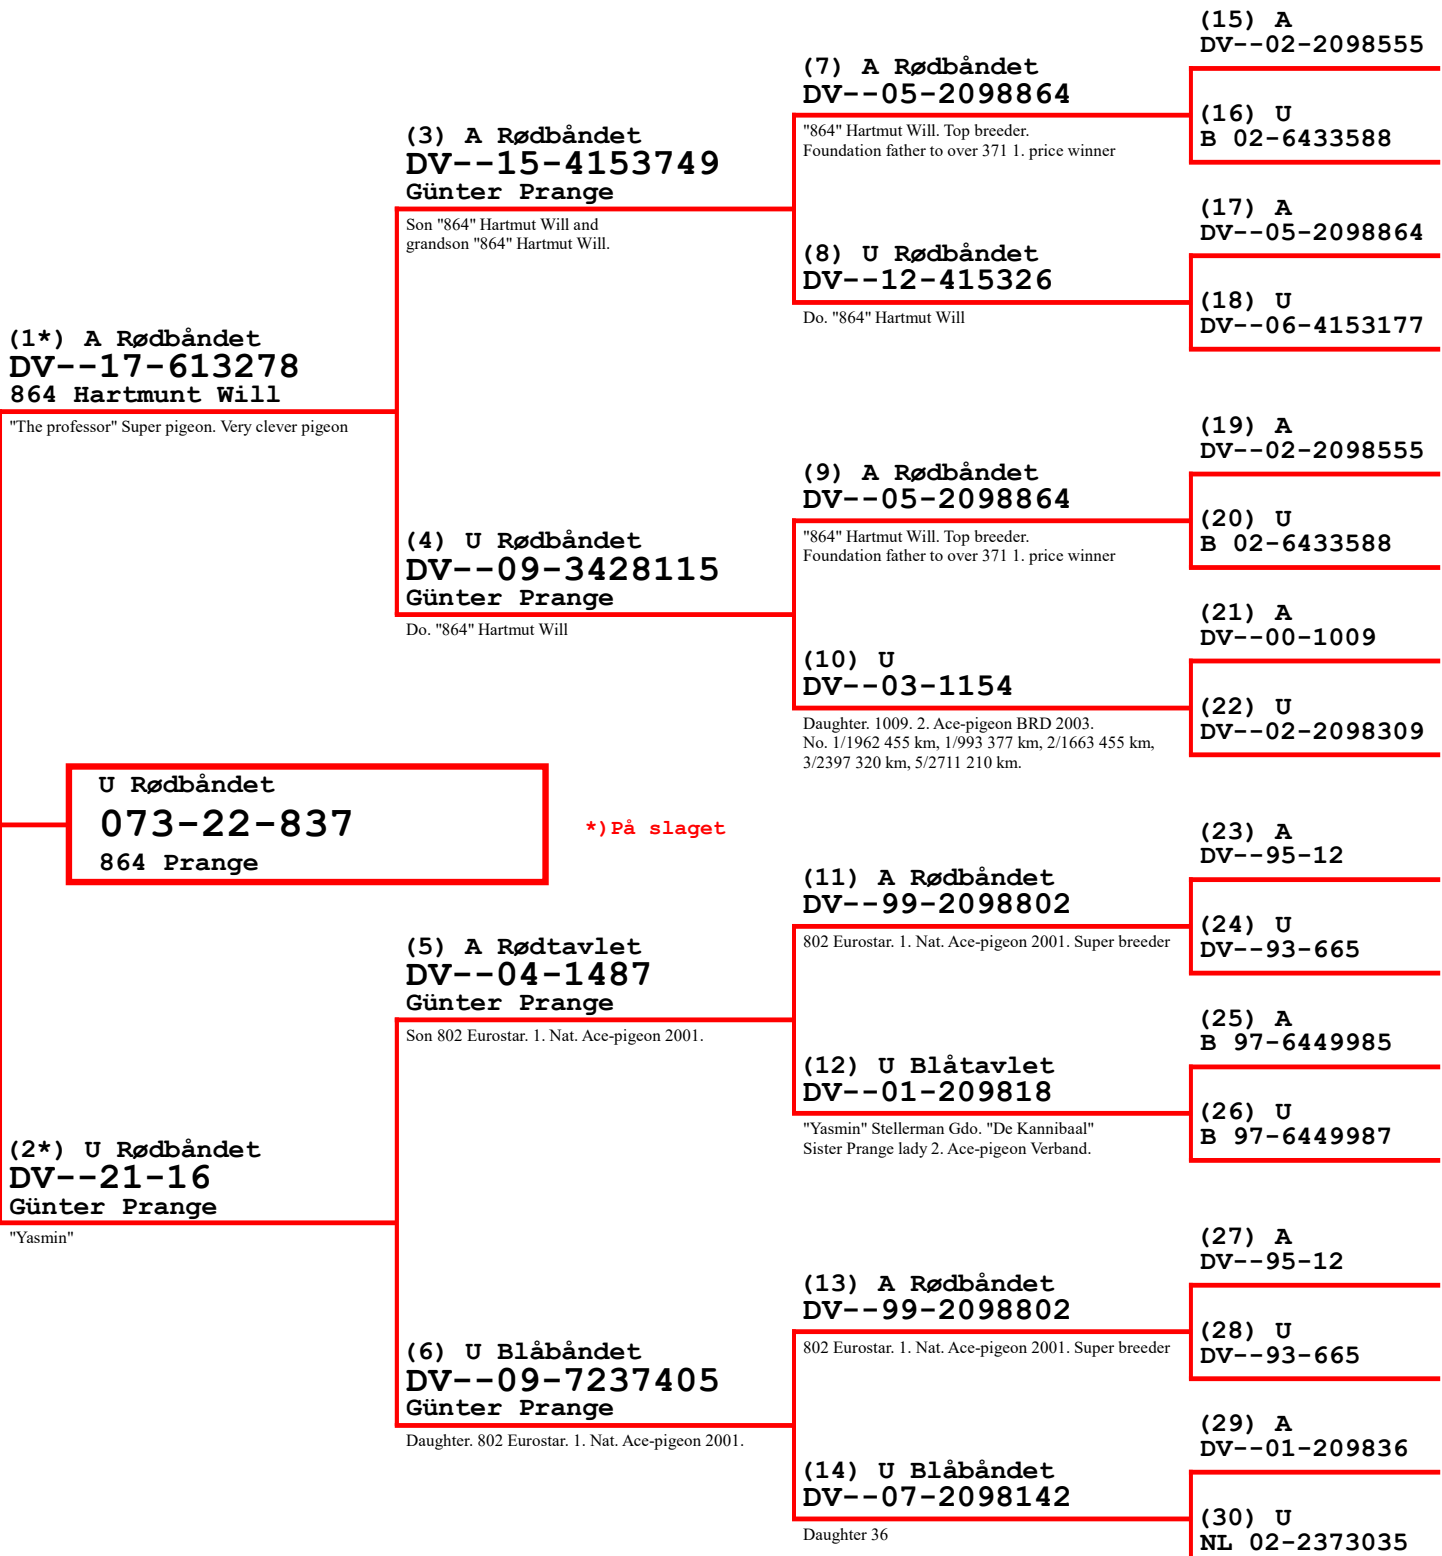 (1*) A Rødbåndet
DV--17-613278
864 Hartmunt Will
"The professor" Super pigeon. Very clever pigeon
U Rødbåndet
073-22-837
864 Prange
*)På slaget
(2*) U Rødbåndet
DV--21-16
Günter Prange
"Yasmin"
(3) A Rødbåndet
DV--15-4153749
Günter Prange
Son "864" Hartmut Will and
grandson "864" Hartmut Will.
(4) U Rødbåndet
DV--09-3428115
Günter Prange
Do. "864" Hartmut Will
(5) A Rødtavlet
DV--04-1487
Günter Prange
Son 802 Eurostar. 1. Nat. Ace-pigeon 2001.
(6) U Blåbåndet
DV--09-7237405
Günter Prange
Daughter. 802 Eurostar. 1. Nat. Ace-pigeon 2001.
(7) A Rødbåndet
DV--05-2098864
"864" Hartmut Will. Top breeder.
Foundation father to over 371 1. price winner
(8) U Rødbåndet
DV--12-415326
Do. "864" Hartmut Will
(9) A Rødbåndet
DV--05-2098864
"864" Hartmut Will. Top breeder.
Foundation father to over 371 1. price winner
(10) U
DV--03-1154
Daughter. 1009. 2. Ace-pigeon BRD 2003.
No. 1/1962 455 km, 1/993 377 km, 2/1663 455 km,
3/2397 320 km, 5/2711 210 km.
(11) A Rødbåndet
DV--99-2098802
802 Eurostar. 1. Nat. Ace-pigeon 2001. Super breeder
(12) U Blåtavlet
DV--01-209818
"Yasmin" Stellerman Gdo. "De Kannibaal"
Sister Prange lady 2. Ace-pigeon Verband.
(13) A Rødbåndet
DV--99-2098802
802 Eurostar. 1. Nat. Ace-pigeon 2001. Super breeder
(14) U Blåbåndet
DV--07-2098142
Daughter 36
(15) A
DV--02-2098555
(16) U
B 02-6433588
(17) A
DV--05-2098864
(18) U
DV--06-4153177
(19) A
DV--02-2098555
(20) U
B 02-6433588
(21) A
DV--00-1009
(22) U
DV--02-2098309
(23) A
DV--95-12
(24) U
DV--93-665
(25) A
B 97-6449985
(26) U
B 97-6449987
(27) A
DV--95-12
(28) U
DV--93-665
(29) A
DV--01-209836
(30) U
NL 02-2373035